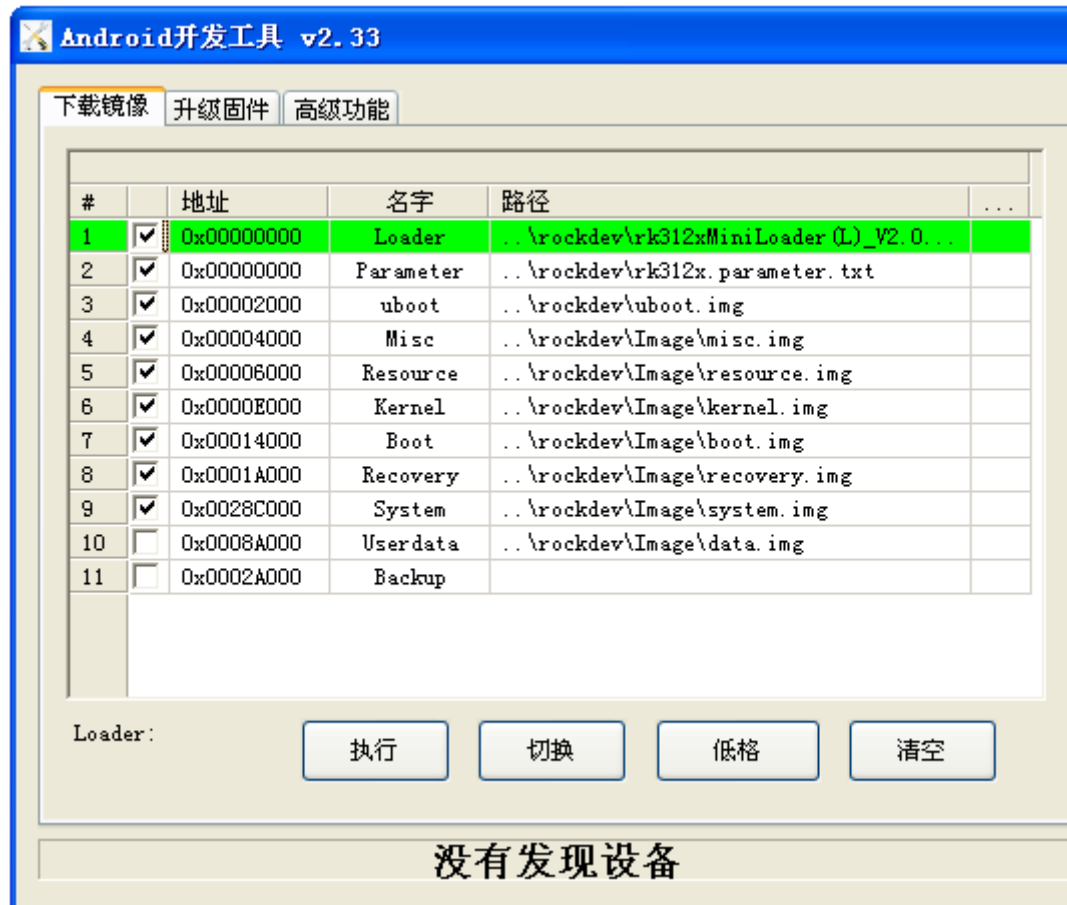 Android开发工具 v2.33
下载镜像 升级固件 高级功能
# 地址 名字 路径 ...
1 0x00000000 Loader ..\rockdev\rk312xMiniLoader(L)_V2.0...
2 0x00000000 Parameter ..\rockdev\rk312x.parameter.txt
3 0x00002000 uboot ..\rockdev\uboot.img
4 0x00004000 Misc ..\rockdev\Image\misc.img
5 0x00006000 Resource ..\rockdev\Image\resource.img
6 0x0000E000 Kernel ..\rockdev\Image\kernel.img
7 0x00014000 Boot ..\rockdev\Image\boot.img
8 0x0001A000 Recovery ..\rockdev\Image\recovery.img
9 0x0028C000 System ..\rockdev\Image\system.img
10 0x0008A000 Userdata ..\rockdev\Image\data.img
11 0x0002A000 Backup
Loader: 执行 切换 低格 清空
没有发现设备